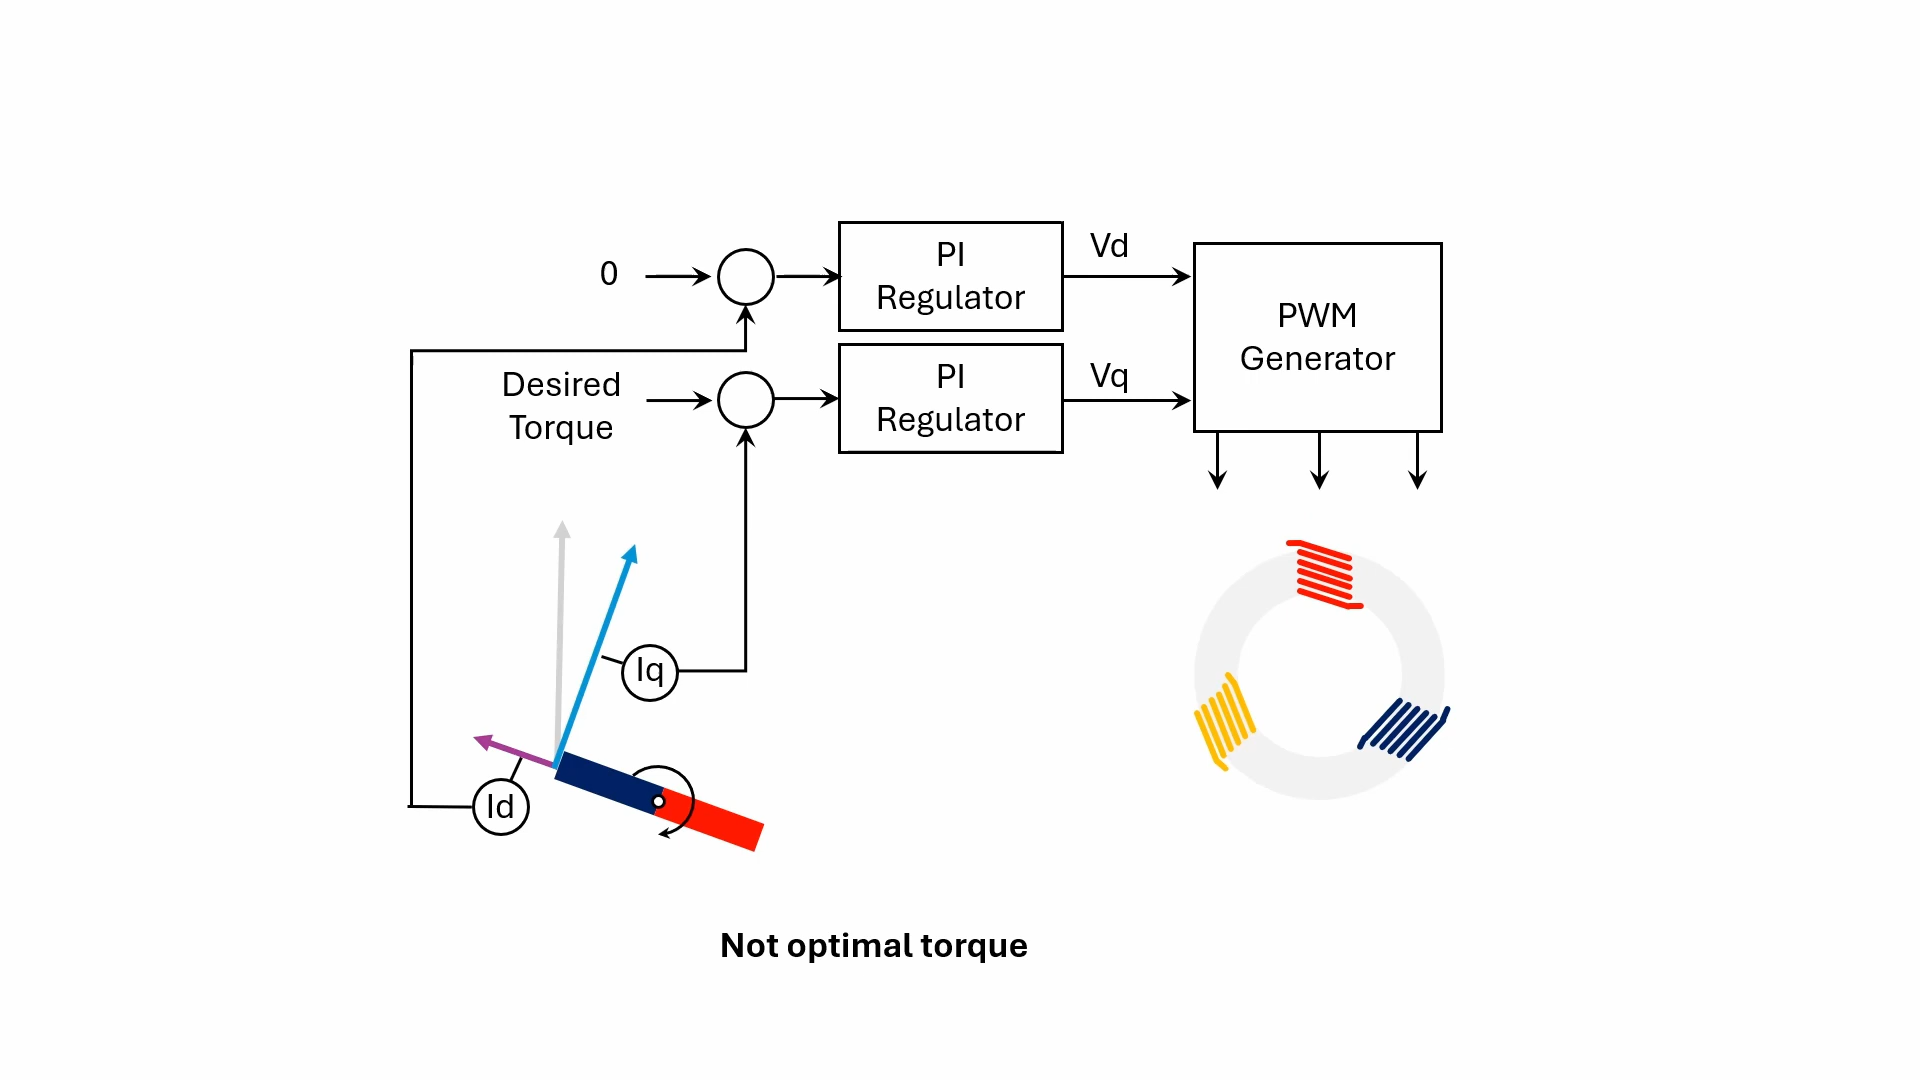 0
PI
Regulator
Vd
PWM
Generator
Desired
Torque
PI
Regulator
Vq
Iq
Id
Not optimal torque